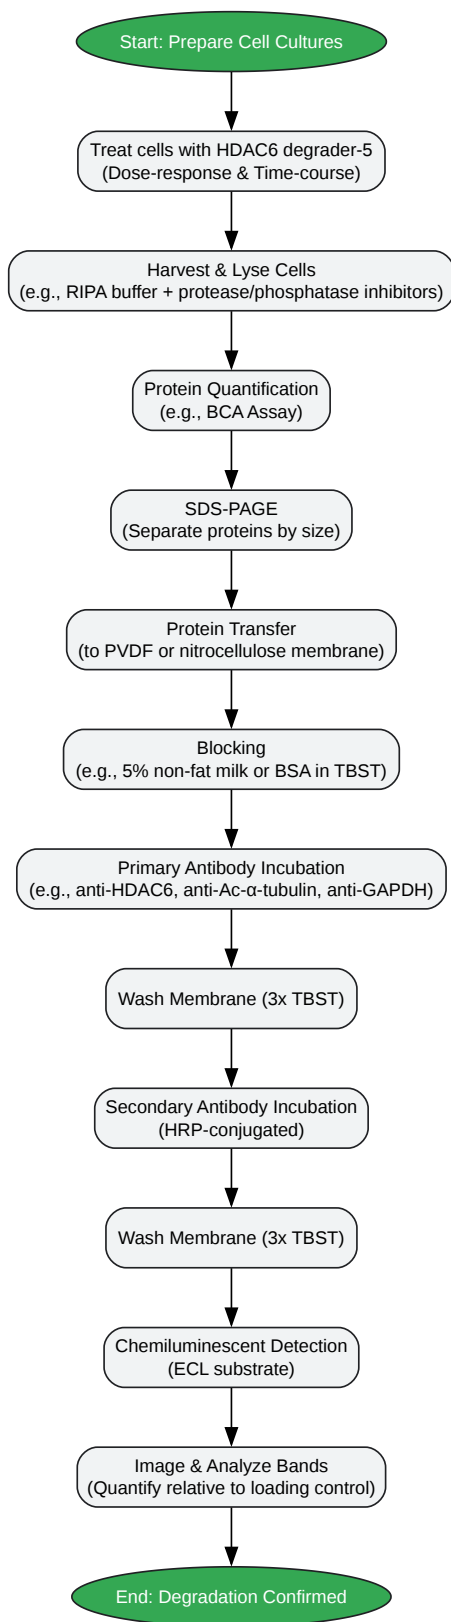 Start: Prepare Cell Cultures
Treat cells with HDAC6 degrader-5
(Dose-response & Time-course)
Harvest & Lyse Cells
(e.g., RIPA buffer + protease/phosphatase inhibitors)
Protein Quantification
(e.g., BCA Assay)
SDS-PAGE
(Separate proteins by size)
Protein Transfer
(to PVDF or nitrocellulose membrane)
Blocking
(e.g., 5% non-fat milk or BSA in TBST)
Primary Antibody Incubation
(e.g., anti-HDAC6, anti-Ac-α-tubulin, anti-GAPDH)
Wash Membrane (3x TBST)
Secondary Antibody Incubation
(HRP-conjugated)
Wash Membrane (3x TBST)
Chemiluminescent Detection
(ECL substrate)
Image & Analyze Bands
(Quantify relative to loading control)
End: Degradation Confirmed